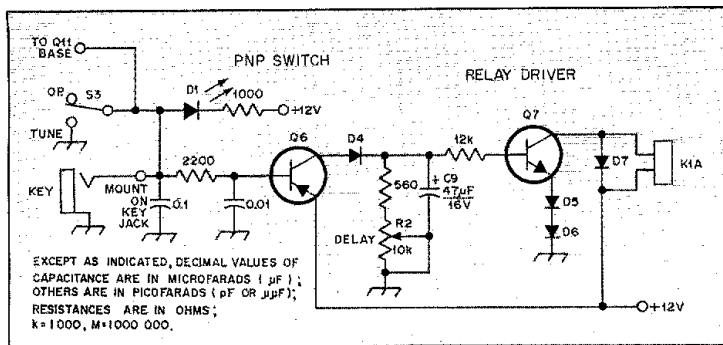 TO Q11
BASE
PNP SWITCH
RELAY DRIVER
OP
S3
TUNE
D1
1000
+12V
KEY
MOUNT
ON
KEY
JACK
2200
0.1
0.01
Q6
D4
12k
560
+
C9
47µF
16V
DELAY
R2
10k
Q7
D7
K1A
D5
D6
+12V
EXCEPT AS INDICATED, DECIMAL VALUES OF
CAPACITANCE ARE IN MICROFARADS ( µF ) ;
OTHERS ARE IN PICOFARADS ( pF OR µµF);
RESISTANCES ARE IN OHMS ;
k=1000, M=1000 000.